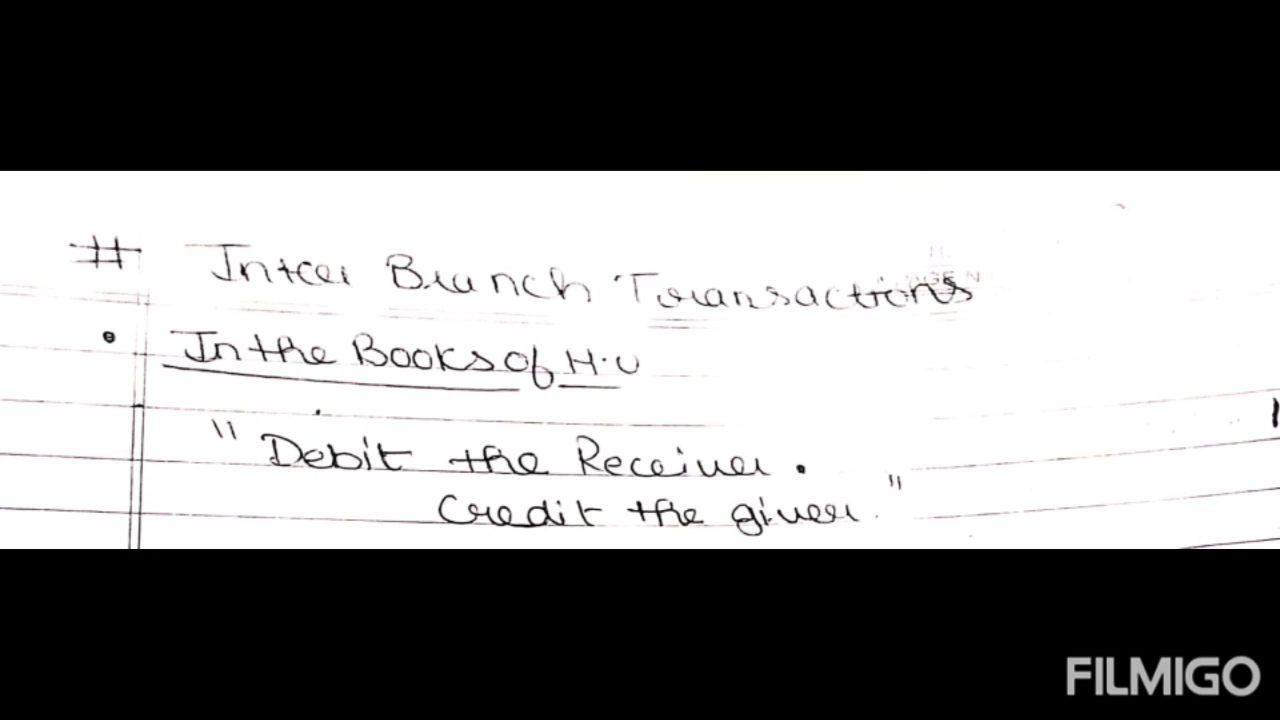 # Inter Branch Transactions
• In the Books of H.O
"Debit the Receiver.
Credit the giver."
FILMIGO